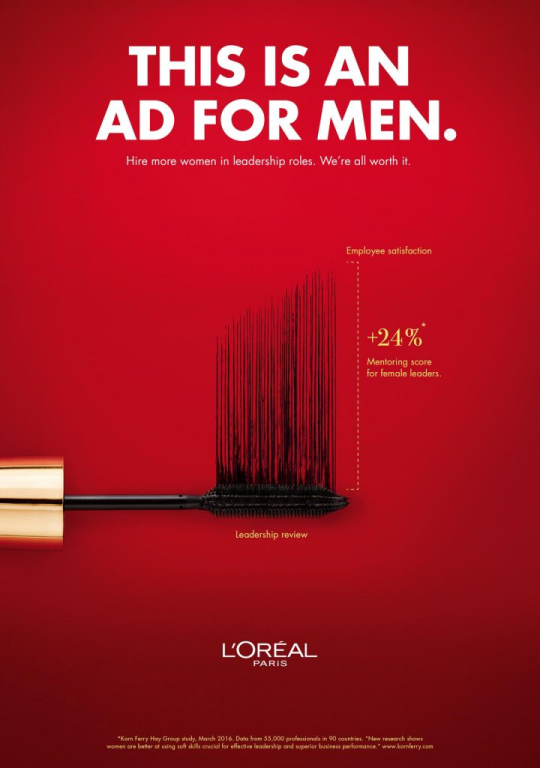 THIS IS AN
AD FOR MEN.
Hire more women in leadership roles. We're all worth it.
Employee satisfaction
+24%*
Mentoring score
for female leaders.
Leadership review
L'ORÉAL
PARIS
*Korn Ferry Hay Group study, March 2016. Data from 55,000 professionals in 90 countries. "New research shows
women are better at using soft skills crucial for effective leadership and superior business performance." www.kornferry.com